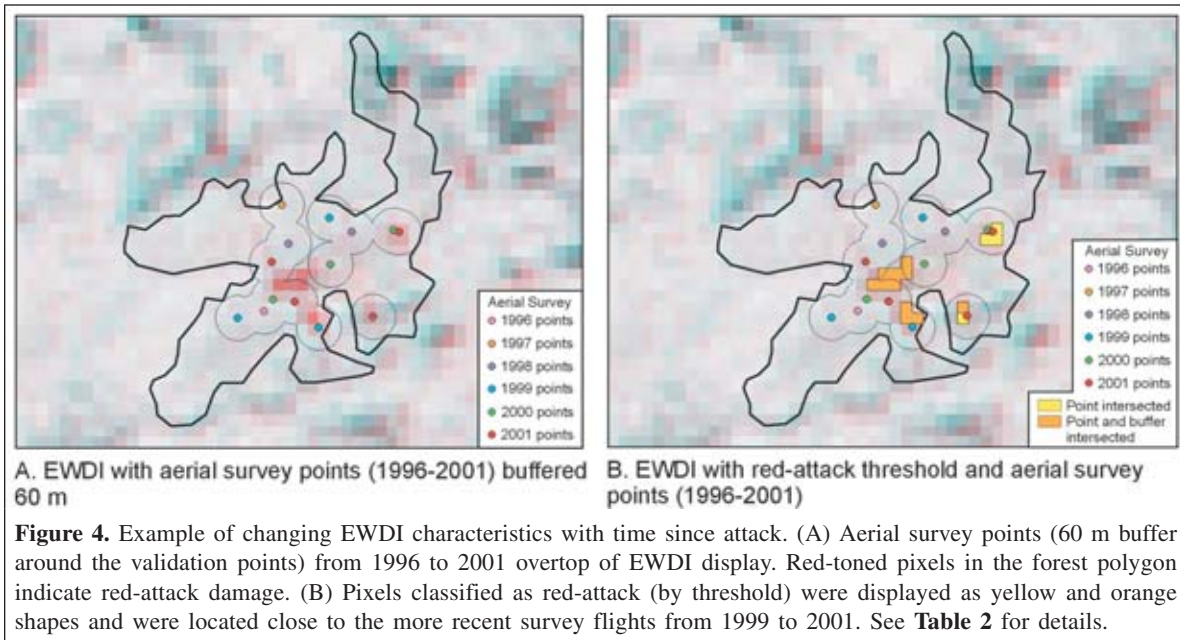 Aerial Survey
1996 points
1997 points
1998 points
1999 points
2000 points
2001 points
Aerial Survey
1996 points
1997 points
1998 points
1999 points
2000 points
2001 points
Point intersected
Point and buffer
intersected
A. EWDI with aerial survey points (1996-2001) buffered
60 m
B. EWDI with red-attack threshold and aerial survey
points (1996-2001)
Figure 4. Example of changing EWDI characteristics with time since attack. (A) Aerial survey points (60 m buffer
around the validation points) from 1996 to 2001 overtop of EWDI display. Red-toned pixels in the forest polygon
indicate red-attack damage. (B) Pixels classified as red-attack (by threshold) were displayed as yellow and orange
shapes and were located close to the more recent survey flights from 1999 to 2001. See Table 2 for details.